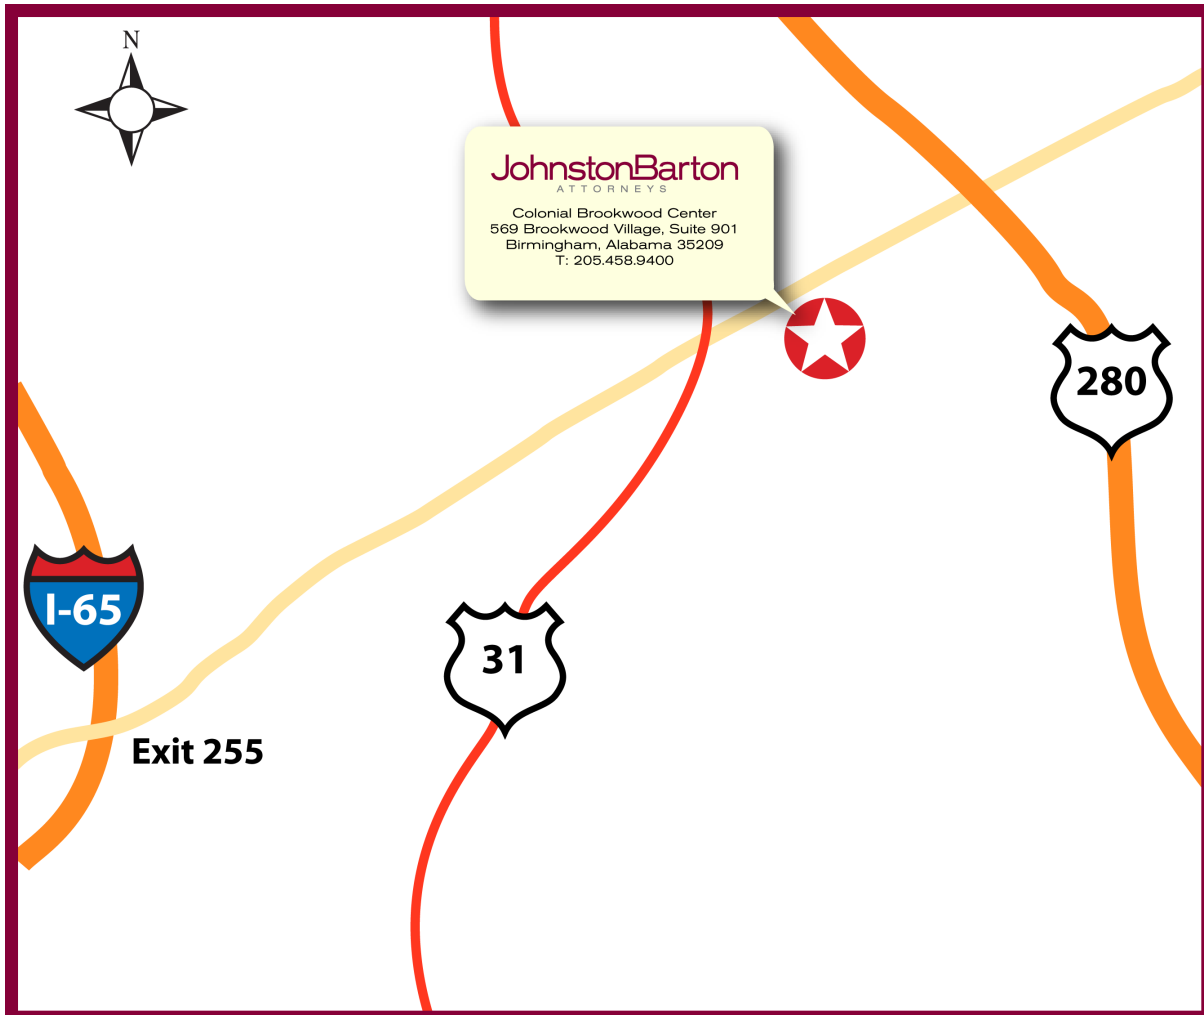 N
JohnstonBarton
ATTORNEYS
Colonial Brookwood Center
569 Brookwood Village, Suite 901
Birmingham, Alabama 35209
T: 205.458.9400
280
I-65
31
Exit 255